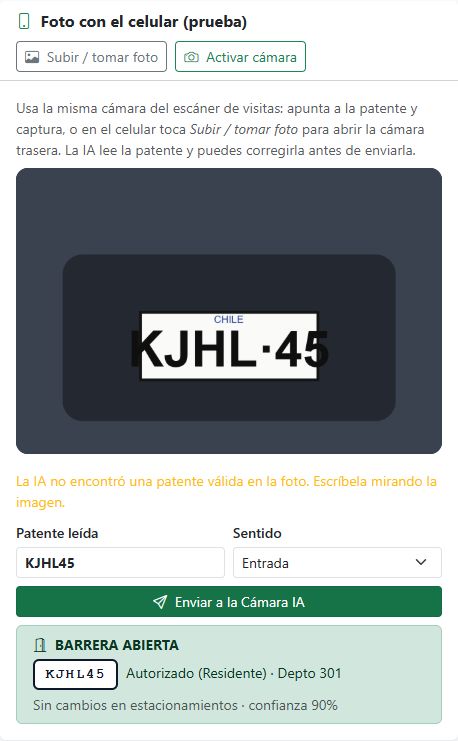 Foto con el celular (prueba)
Subir / tomar foto
Activar cámara
Usa la misma cámara del escáner de visitas: apunta a la patente y
captura, o en el celular toca Subir / tomar foto para abrir la cámara
trasera. La IA lee la patente y puedes corregirla antes de enviarla.
CHILE
KJHL·45
La IA no encontró una patente válida en la foto. Escríbela mirando la
imagen.
Patente leída
Sentido
KJHL45
Entrada
Enviar a la Cámara IA
BARRERA ABIERTA
KJHL45
Autorizado (Residente) · Depto 301
Sin cambios en estacionamientos · confianza 90%